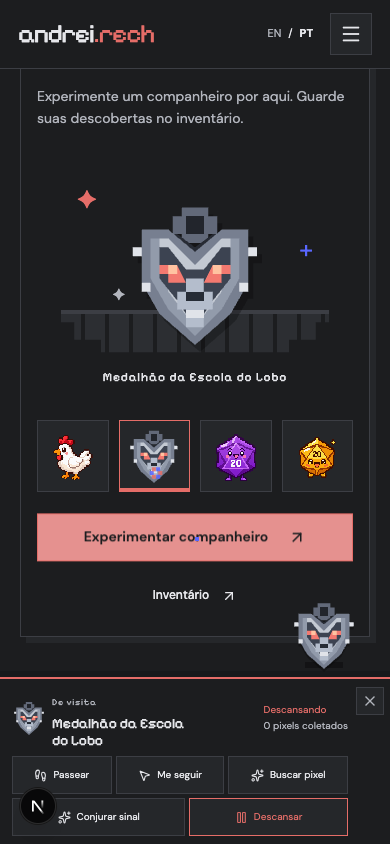 andrei.rech
EN / PT
Experimente um companheiro por aqui. Guarde
suas descobertas no inventário.
Medalhão da Escola do Lobo
20
20
Experimentar companheiro
Inventário
De visita
Medalhão da Escola
do Lobo
Descansando
0 pixels coletados
Passear
Me seguir
Buscar pixel
N
Conjurar sinal
Descansar